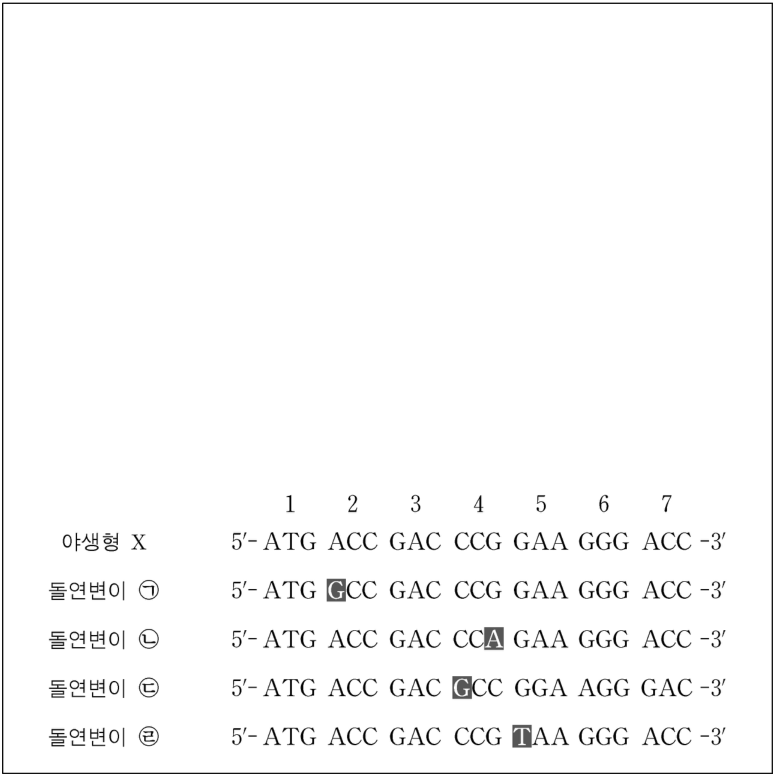 1 2 3 4 5 6 7
야생형 X 5′- ATG ACC GAC CCG GAA GGG ACC -3′
돌연변이 ㉠ 5′- ATG GCC GAC CCG GAA GGG ACC -3′
돌연변이 ㉡ 5′- ATG ACC GAC CCA GAA GGG ACC -3′
돌연변이 ㉢ 5′- ATG ACC GAC GCC GGA AGG GAC -3′
돌연변이 ㉣ 5′- ATG ACC GAC CCG TAA GGG ACC -3′